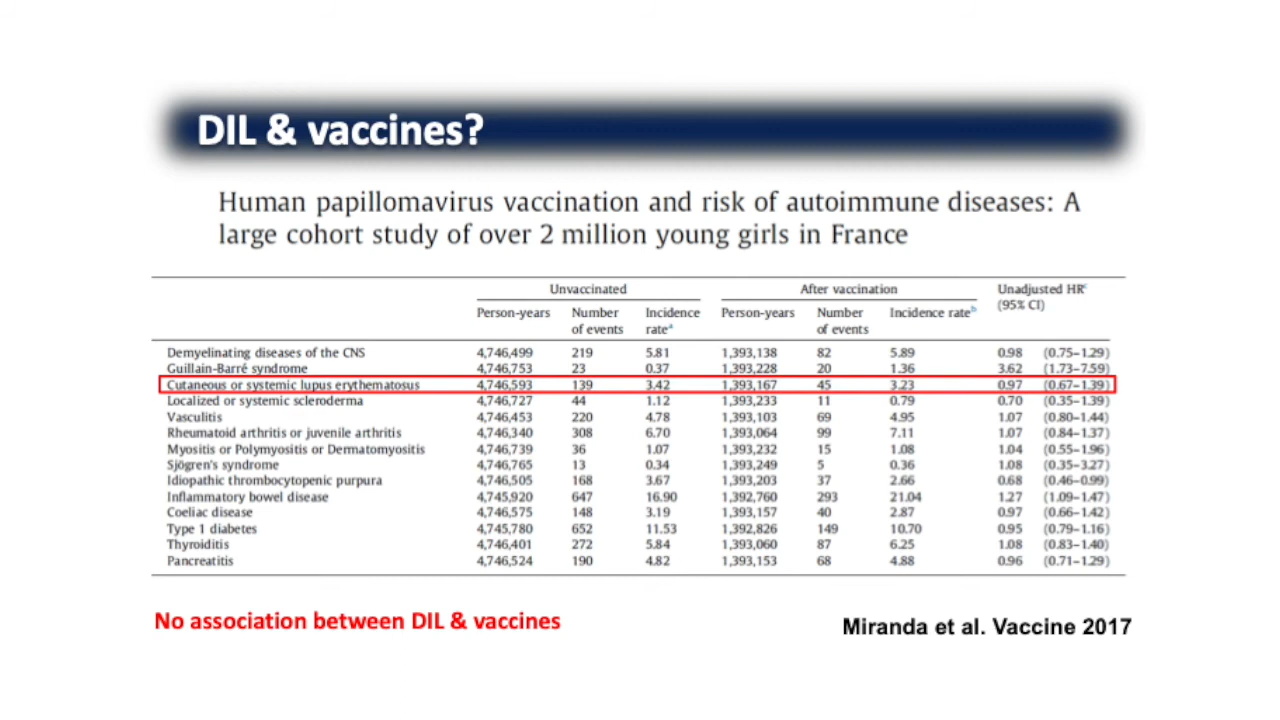 DIL & vaccines?
Human papillomavirus vaccination and risk of autoimmune diseases: A
large cohort study of over 2 million young girls in France
Unvaccinated After vaccination Unadjusted HRᶜ
(95% CI)
Person-years Number of events Incidence rateᵃ Person-years Number of events Incidence rateᵇ
Demyelinating diseases of the CNS 4,746,499 219 5.81 1,393,138 82 5.89 0.98 (0.75–1.29)
Guillain-Barré syndrome 4,746,753 23 0.37 1,393,228 20 1.36 3.62 (1.73–7.59)
Cutaneous or systemic lupus erythematosus 4,746,593 139 3.42 1,393,167 45 3.23 0.97 (0.67–1.39)
Localized or systemic scleroderma 4,746,727 44 1.12 1,393,233 11 0.79 0.70 (0.35–1.39)
Vasculitis 4,746,453 220 4.78 1,393,103 69 4.95 1.07 (0.80–1.44)
Rheumatoid arthritis or juvenile arthritis 4,746,340 308 6.70 1,393,064 99 7.11 1.07 (0.84–1.37)
Myositis or Polymyositis or Dermatomyositis 4,746,739 36 1.07 1,393,232 15 1.08 1.04 (0.55–1.96)
Sjögren's syndrome 4,746,765 13 0.34 1,393,249 5 0.36 1.08 (0.35–3.27)
Idiopathic thrombocytopenic purpura 4,746,505 168 3.67 1,393,203 37 2.66 0.68 (0.46–0.99)
Inflammatory bowel disease 4,745,920 647 16.90 1,392,760 293 21.04 1.27 (1.09–1.47)
Coeliac disease 4,746,575 148 3.19 1,393,157 40 2.87 0.97 (0.66–1.42)
Type 1 diabetes 4,745,780 652 11.53 1,392,826 149 10.70 0.95 (0.79–1.16)
Thyroiditis 4,746,401 272 5.84 1,393,060 87 6.25 1.08 (0.83–1.40)
Pancreatitis 4,746,524 190 4.82 1,393,153 68 4.88 0.96 (0.71–1.29)
No association between DIL & vaccines
Miranda et al. Vaccine 2017